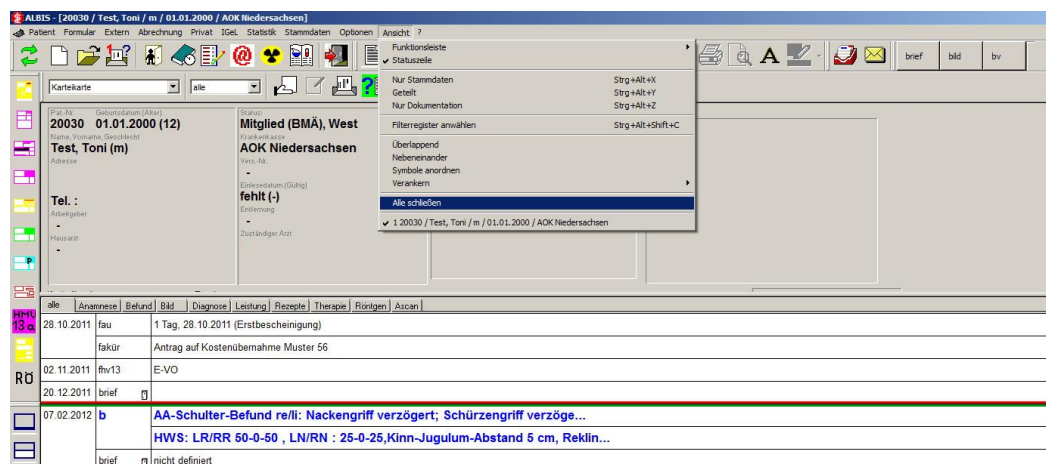 ALBIS - [20030 / Test, Toni / m / 01.01.2000 / AOK Niedersachsen]
Patient Formular Extern Abrechnung Privat IGeL Statistik Stammdaten Optionen Ansicht ?
Funktionsleiste
Statuszeile
Nur Stammdaten Strg+Alt+X
Geteilt Strg+Alt+Y
Nur Dokumentation Strg+Alt+Z
Filterregister anwählen Strg+Alt+Shift+C
Überlappend
Nebeneinander
Symbole anordnen
Verankern
Alle schließen
1 20030 / Test, Toni / m / 01.01.2000 / AOK Niedersachsen
brief bild bv
Karteikarte alle
Pat.-Nr. Geburtsdatum (Alter)
20030 01.01.2000 (12)
Name, Vorname, Geschlecht
Test, Toni (m)
Adresse
Tel. :
Arbeitgeber
-
Hausarzt
-
Status:
Mitglied (BMÄ), West
Krankenkasse
AOK Niedersachsen
Vers.-Nr.
-
Einlesedatum (Gültig)
fehlt (-)
Entfernung
-
Zuständiger Arzt
HMV
13 a
RÖ
alle Anamnese Befund Bild Diagnose Leistung Rezepte Therapie Röntgen Ascan
28.10.2011 fau 1 Tag, 28.10.2011 (Erstbescheinigung)
fakür Antrag auf Kostenübernahme Muster 56
02.11.2011 fhv13 E-VO
20.12.2011 brief
07.02.2012 b AA-Schulter-Befund re/li: Nackengriff verzögert; Schürzengriff verzöge...
HWS: LR/RR 50-0-50 , LN/RN : 25-0-25,Kinn-Jugulum-Abstand 5 cm, Reklin...
brief nicht definiert